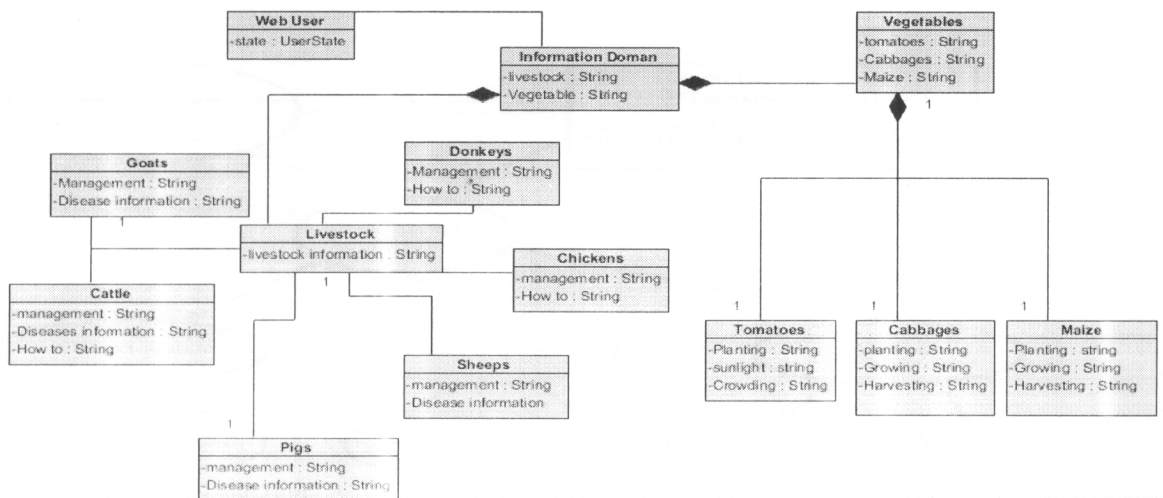 Web User
-state : UserState
Information Doman
-livestock : String
-Vegetable : String
Vegetables
-tomatoes : String
-Cabbages : String
-Maize : String
1
Goats
-Management : String
-Disease information : String
1
Donkeys
-Management : String
-How to : String
Livestock
-livestock information : String
1
Chickens
-management : String
-How to : String
Cattle
-management : String
-Diseases information : String
-How to : String
Sheeps
-management : String
-Disease information
1
Pigs
-management : String
-Disease information : String
1
Tomatoes
-Planting : String
-sunlight : string
-Crowding : String
1
Cabbages
-planting : String
-Growing : String
-Harvesting : String
1
Maize
-Planting : string
-Growing : String
-Harvesting : String